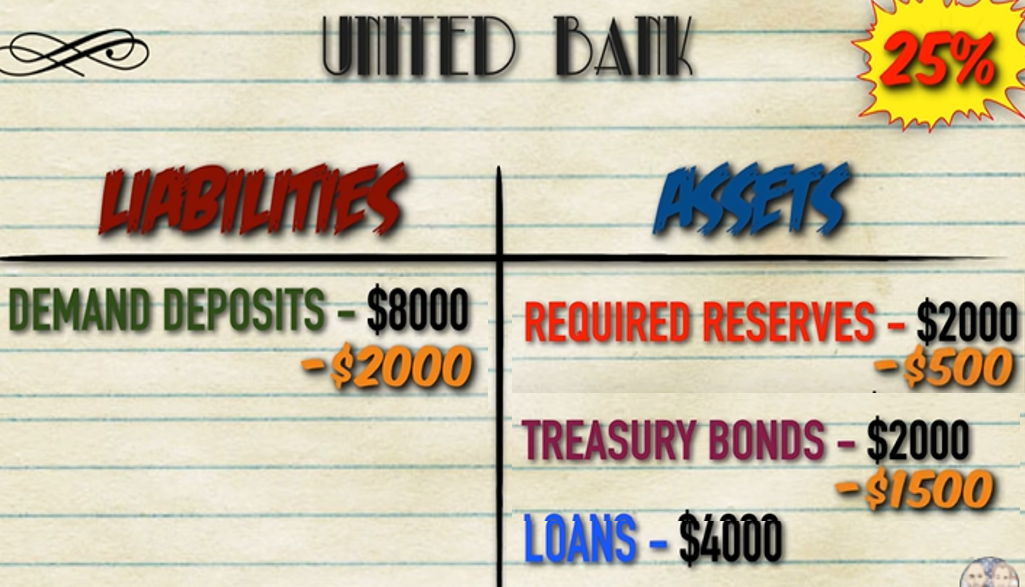 UNITED BANK
25%
LIABILITIES
ASSETS
DEMAND DEPOSITS - $8000
-$2000
REQUIRED RESERVES - $2000
-$500
TREASURY BONDS - $2000
-$1500
LOANS - $4000